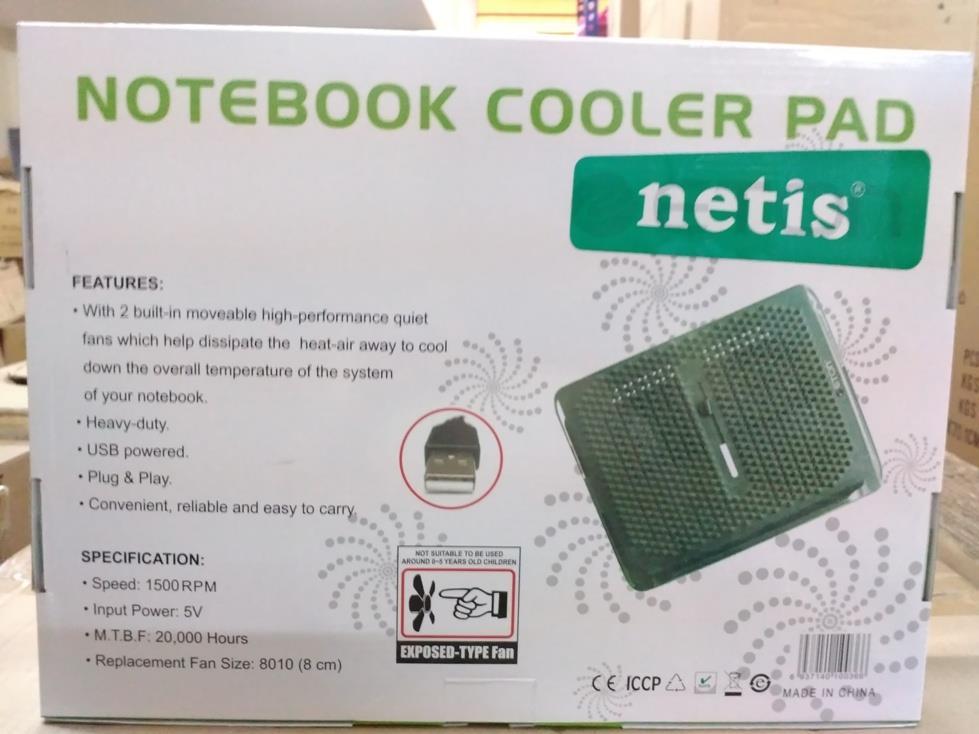 NOTEBOOK COOLER PAD
netis®
FEATURES:
• With 2 built-in moveable high-performance quiet
fans which help dissipate the heat-air away to cool
down the overall temperature of the system
of your notebook.
• Heavy-duty.
• USB powered.
• Plug & Play.
• Convenient, reliable and easy to carry.
SPECIFICATION:
• Speed: 1500 RPM
• Input Power: 5V
• M.T.B.F: 20,000 Hours
• Replacement Fan Size: 8010 (8 cm)
NOT SUITABLE TO BE USED
AROUND 0~5 YEARS OLD CHILDREN
EXPOSED-TYPE Fan
CE ICCP
MADE IN CHINA